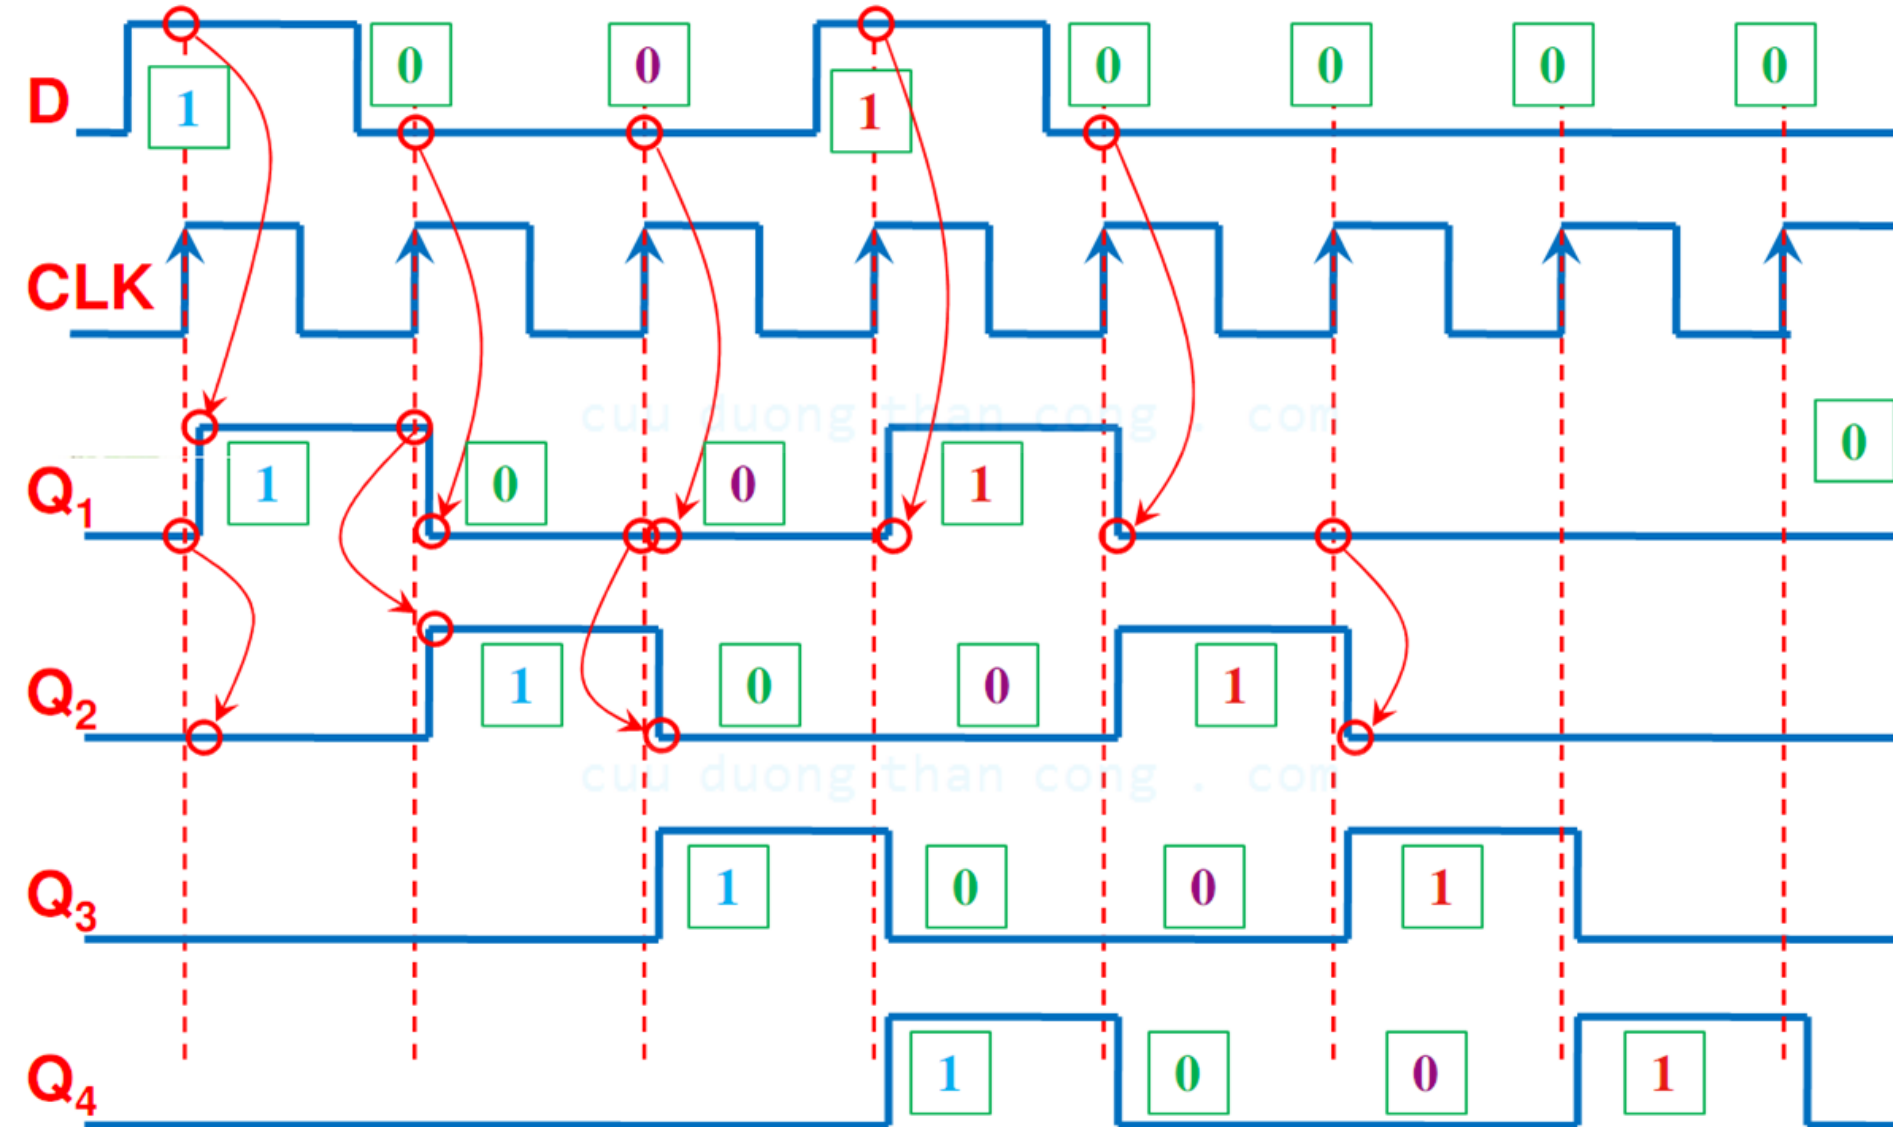 D 1 0 0 1 0 0 0 0
CLK
cuu duong than cong . com
Q1 1 0 0 1 0
Q2 1 0 0 1
cuu duong than cong . com
Q3 1 0 0 1
Q4 1 0 0 1